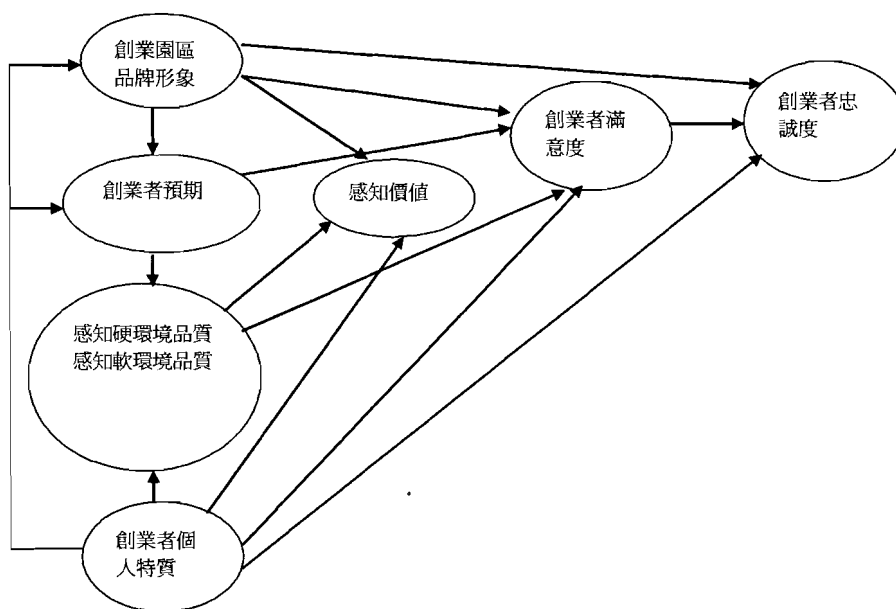 創業園區
品牌形象
創業者預期
感知硬環境品質
感知軟環境品質
創業者個
人特質
感知價値
創業者滿
意度
創業者忠
誠度